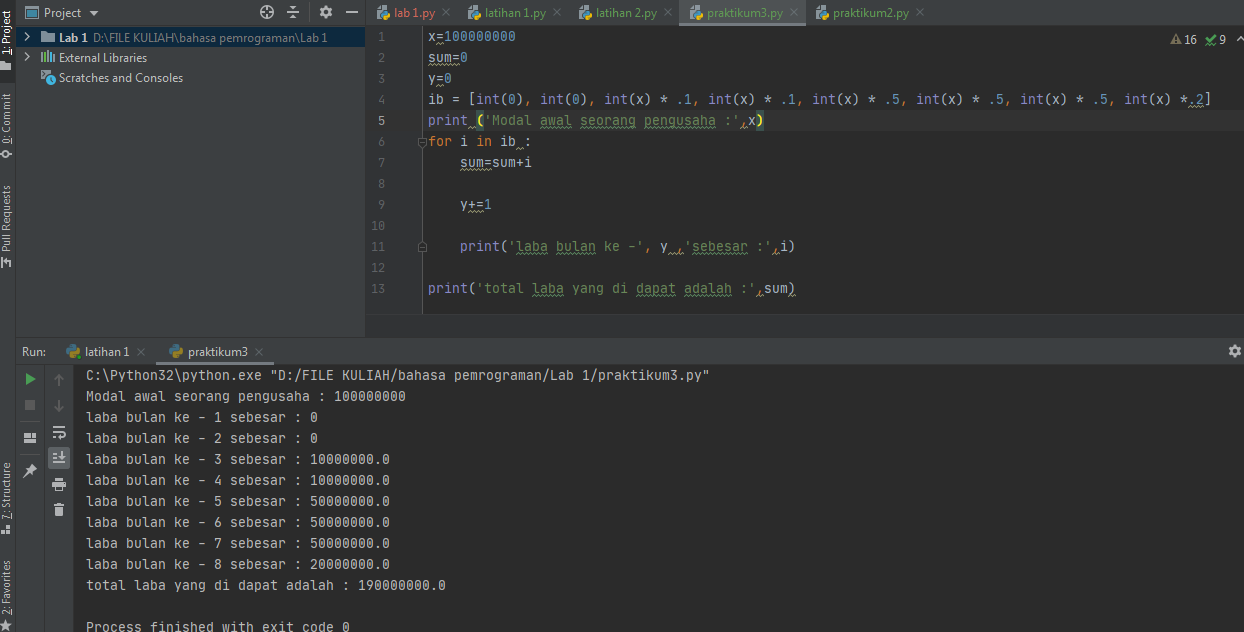 Project
lab 1.py
latihan 1.py
latihan 2.py
praktikum3.py
praktikum2.py
1: Project
0: Commit
Pull Requests
7: Structure
2: Favorites
Lab 1 D:\FILE KULIAH\bahasa pemrograman\Lab 1
External Libraries
Scratches and Consoles
16 9
1 x=100000000
2 sum=0
3 y=0
4 ib = [int(0), int(0), int(x) * .1, int(x) * .1, int(x) * .5, int(x) * .5, int(x) * .5, int(x) *.2]
5 print ('Modal awal seorang pengusaha :',x)
6 for i in ib :
7 sum=sum+i
8
9 y+=1
10
11 print('laba bulan ke -', y ,'sebesar :',i)
12
13 print('total laba yang di dapat adalah :',sum)
Run: latihan 1 praktikum3
C:\Python32\python.exe "D:/FILE KULIAH/bahasa pemrograman/Lab 1/praktikum3.py"
Modal awal seorang pengusaha : 100000000
laba bulan ke - 1 sebesar : 0
laba bulan ke - 2 sebesar : 0
laba bulan ke - 3 sebesar : 10000000.0
laba bulan ke - 4 sebesar : 10000000.0
laba bulan ke - 5 sebesar : 50000000.0
laba bulan ke - 6 sebesar : 50000000.0
laba bulan ke - 7 sebesar : 50000000.0
laba bulan ke - 8 sebesar : 20000000.0
total laba yang di dapat adalah : 190000000.0
Process finished with exit code 0